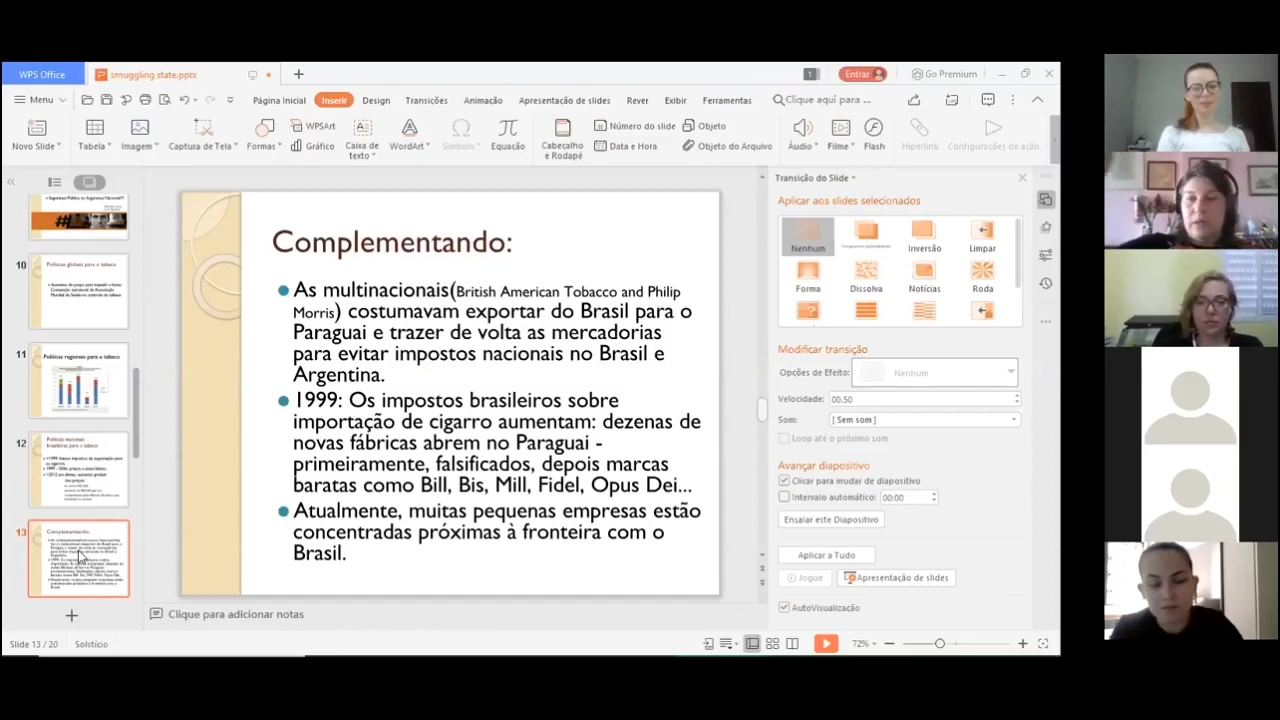 WPS Office
smuggling state.pptx
1
Entrar
Go Premium
Menu
Página Inicial
Inserir
Design
Transições
Animação
Apresentação de slides
Rever
Exibir
Ferramentas
Clique aqui para ...
Novo Slide
Tabela
Imagem
Captura de Tela
Formas
WPSArt
Gráfico
Caixa de
texto
WordArt
Símbolo
Equação
Cabeçalho
e Rodapé
Número do slide
Data e Hora
Objeto
Objeto do Arquivo
Áudio
Filme
Flash
Hiperlink
Configurações de ação
10
Políticas globais para o tabaco
11
Políticas regionais para o tabaco
12
13
Complementando:
Complementando:
As multinacionais(British American Tobacco and Philip
Morris) costumavam exportar do Brasil para o
Paraguai e trazer de volta as mercadorias
para evitar impostos nacionais no Brasil e
Argentina.
1999: Os impostos brasileiros sobre
importação de cigarro aumentam: dezenas de
novas fábricas abrem no Paraguai -
primeiramente, falsificados, depois marcas
baratas como Bill, Bis, Mill, Fidel, Opus Dei...
Atualmente, muitas pequenas empresas estão
concentradas próximas à fronteira com o
Brasil.
Transição do Slide
Aplicar aos slides selecionados
Nenhum
Inversão
Limpar
Forma
Dissolva
Notícias
Roda
Modificar transição
Opções de Efeito:
Nenhum
Velocidade:
00.50
Som:
[ Sem som ]
Loop até o próximo som
Avançar diapositivo
Clicar para mudar de diapositivo
Intervalo automático:
00:00
Ensaiar este Diapositivo
Aplicar a Tudo
Jogue
Apresentação de slides
AutoVisualização
Clique para adicionar notas
Slide 13 / 20
Solstício
72%